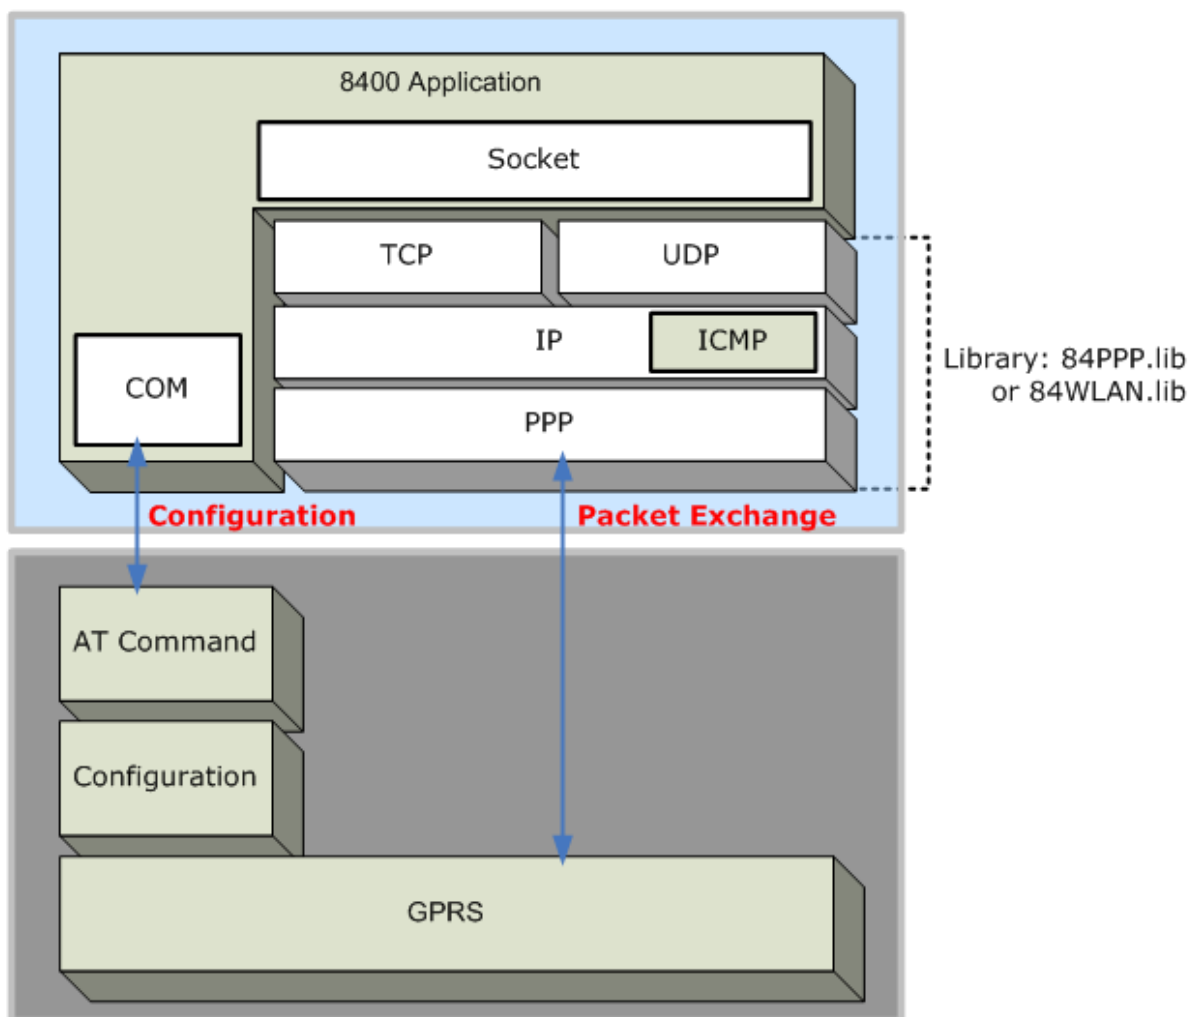 8400 Application
Socket
TCP
UDP
IP
ICMP
Library: 84PPP.lib
or 84WLAN.lib
COM
PPP
Configuration
Packet Exchange
AT Command
Configuration
GPRS